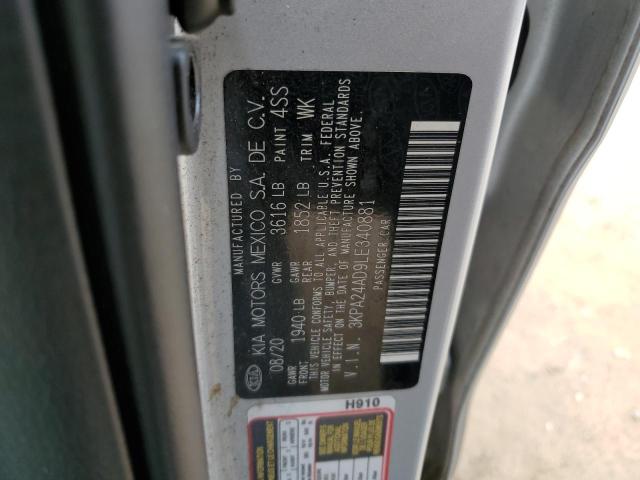 MANUFACTURED BY
KIA KIA MOTORS MEXICO S.A. DE C.V.
08/20 GVWR 3616 LB PAINT 4SS
GAWR FRONT 1940 LB GAWR REAR 1852 LB TRIM WK
THIS VEHICLE CONFORMS TO ALL APPLICABLE U.S.A. FEDERAL
MOTOR VEHICLE SAFETY, BUMPER, AND THEFT PREVENTION STANDARDS
IN EFFECT ON THE DATE OF MANUFACTURE SHOWN ABOVE.
V.I.N. 3KPA24AD9LE340881
PASSENGER CAR
H910